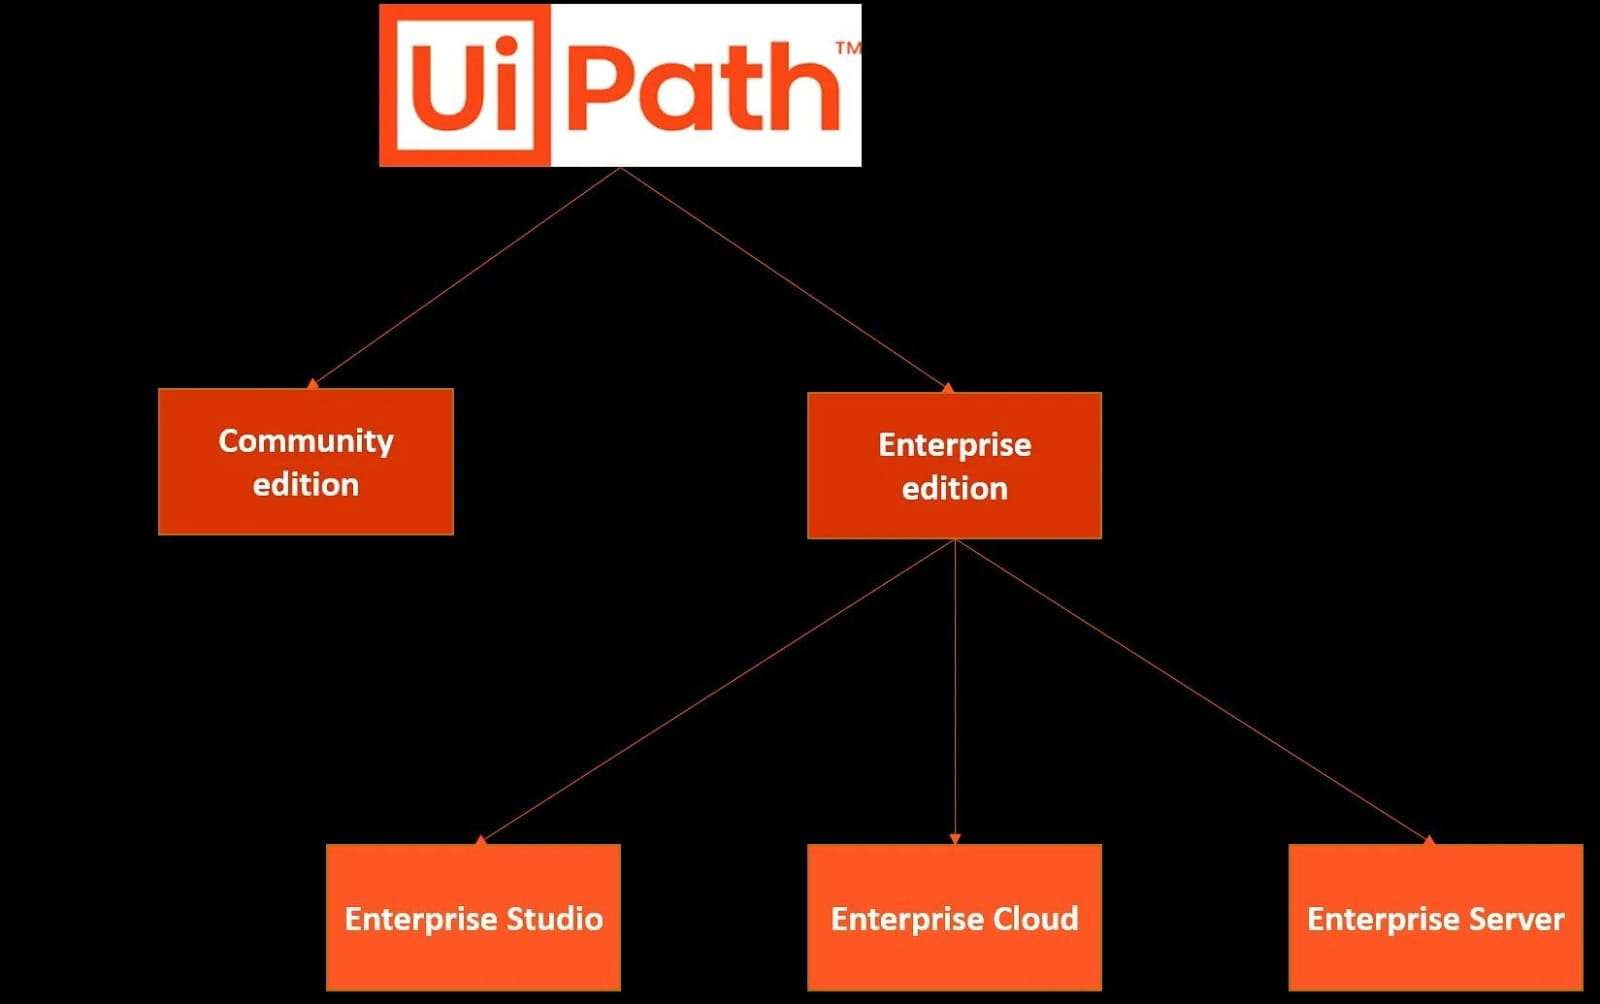 UiPath™
Community
edition
Enterprise
edition
Enterprise Studio
Enterprise Cloud
Enterprise Server